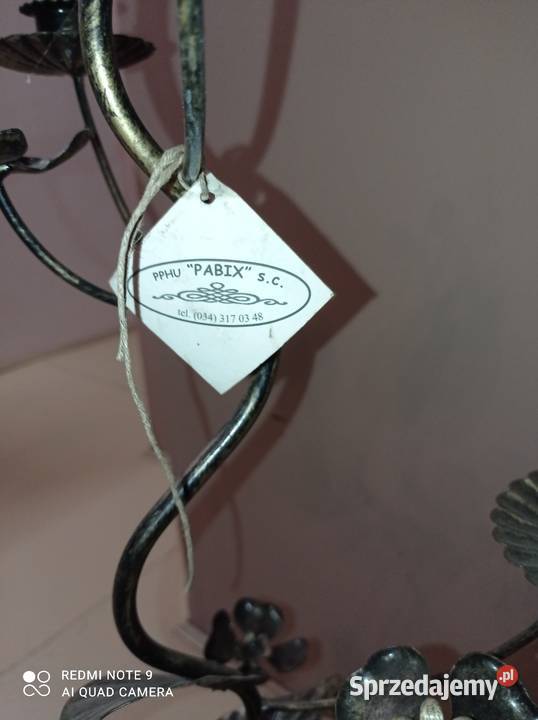 PPHU "PABIX" s.c.
tel. (034) 317 03 48
REDMI NOTE 9
AI QUAD CAMERA
Sprzedajemy.pl